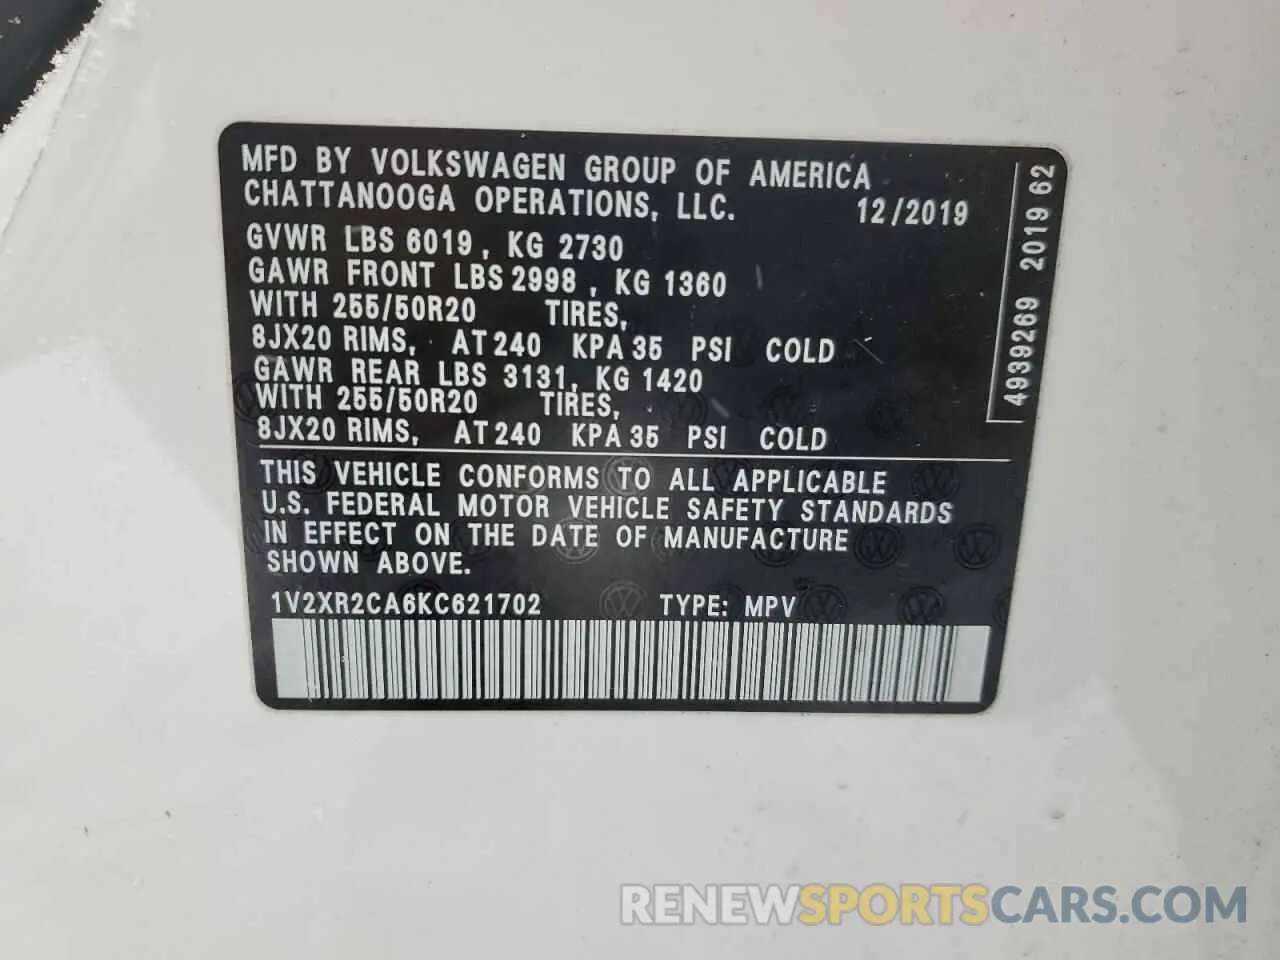 MFD BY VOLKSWAGEN GROUP OF AMERICA
CHATTANOOGA OPERATIONS, LLC. 12/2019
GVWR LBS 6019, KG 2730
GAWR FRONT LBS 2998, KG 1360
WITH 255/50R20 TIRES,
8JX20 RIMS, AT 240 KPA 35 PSI COLD
GAWR REAR LBS 3131, KG 1420
WITH 255/50R20 TIRES,
8JX20 RIMS, AT 240 KPA 35 PSI COLD
THIS VEHICLE CONFORMS TO ALL APPLICABLE
U.S. FEDERAL MOTOR VEHICLE SAFETY STANDARDS
IN EFFECT ON THE DATE OF MANUFACTURE
SHOWN ABOVE.
1V2XR2CA6KC621702 TYPE: MPV
4939269 2019 62
RENEWSPORTSCARS.COM